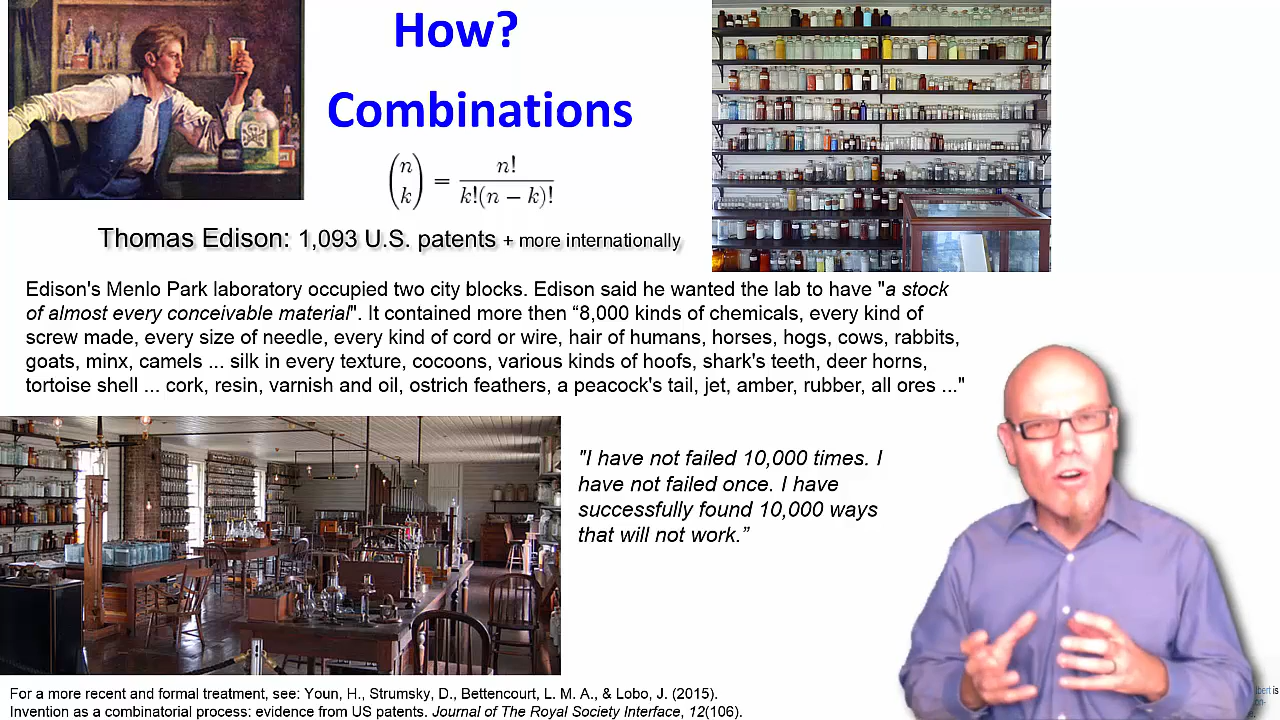 How?
Combinations
(n k) = n! / k!(n − k)!
Thomas Edison: 1,093 U.S. patents + more internationally
Edison's Menlo Park laboratory occupied two city blocks. Edison said he wanted the lab to have "a stock
of almost every conceivable material". It contained more then “8,000 kinds of chemicals, every kind of
screw made, every size of needle, every kind of cord or wire, hair of humans, horses, hogs, cows, rabbits,
goats, minx, camels ... silk in every texture, cocoons, various kinds of hoofs, shark's teeth, deer horns,
tortoise shell ... cork, resin, varnish and oil, ostrich feathers, a peacock's tail, jet, amber, rubber, all ores ..."
"I have not failed 10,000 times. I
have not failed once. I have
successfully found 10,000 ways
that will not work.”
For a more recent and formal treatment, see: Youn, H., Strumsky, D., Bettencourt, L. M. A., & Lobo, J. (2015).
Invention as a combinatorial process: evidence from US patents. Journal of The Royal Society Interface, 12(106).